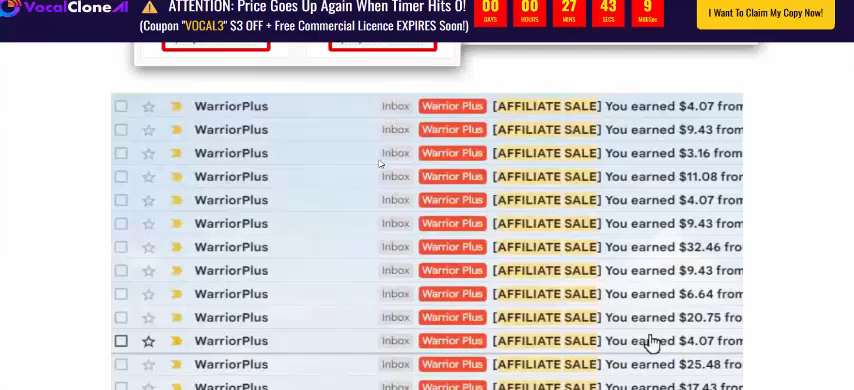 VocalCloneAI
ATTENTION: Price Goes Up Again When Timer Hits 0!
(Coupon "VOCAL3" $3 OFF + Free Commercial Licence EXPIRES Soon!)
00 DAYS
00 HOURS
27 MINS
43 SECS
9 MilliSec
I Want To Claim My Copy Now!
WarriorPlus Inbox Warrior Plus [AFFILIATE SALE] You earned $4.07 from
WarriorPlus Inbox Warrior Plus [AFFILIATE SALE] You earned $9.43 from
WarriorPlus Inbox Warrior Plus [AFFILIATE SALE] You earned $3.16 from
WarriorPlus Inbox Warrior Plus [AFFILIATE SALE] You earned $11.08 from
WarriorPlus Inbox Warrior Plus [AFFILIATE SALE] You earned $4.07 from
WarriorPlus Inbox Warrior Plus [AFFILIATE SALE] You earned $9.43 from
WarriorPlus Inbox Warrior Plus [AFFILIATE SALE] You earned $32.46 fro
WarriorPlus Inbox Warrior Plus [AFFILIATE SALE] You earned $9.43 from
WarriorPlus Inbox Warrior Plus [AFFILIATE SALE] You earned $6.64 from
WarriorPlus Inbox Warrior Plus [AFFILIATE SALE] You earned $20.75 fro
WarriorPlus Inbox Warrior Plus [AFFILIATE SALE] You earned $4.07 from
WarriorPlus Inbox Warrior Plus [AFFILIATE SALE] You earned $25.48 fro
WarriorPlus Inbox Warrior Plus [AFFILIATE SALE] You earned $17.43 from